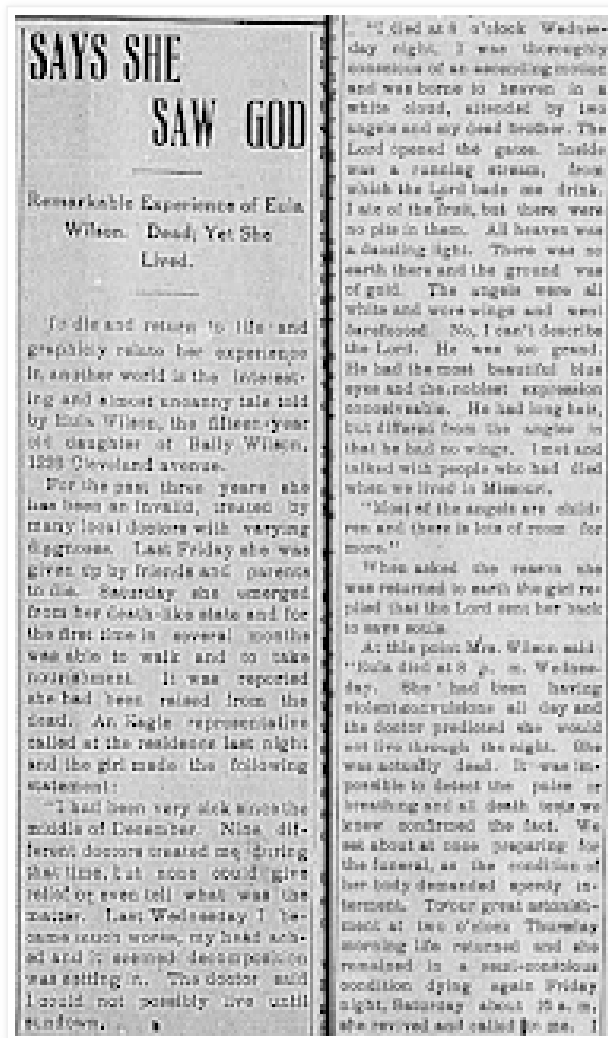 SAYS SHE
SAW GOD
Remarkable Experience of Eula
Wilson. Dead; Yet She
Lived.
To die and return to life and
graphicly relate her experience
in another world is the interest-
ing and almost uncanny tale told
by Eula Wilson, the fifteen-year
old daughter of Bally Wilson,
Cleveland avenue.
For the past three years she
has been an invalid, treated by
many local doctors with varying
diagnoses. Last Friday she was
given up by friends and parents
to die. Saturday she emerged
from her death-like state and for
the first time in several months
was able to walk and to take
nourishment. It was reported
she had been raised from the
dead. An Eagle representative
called at the residence last night
and the girl made the following
statement:
"I had been very sick since the
middle of December. Nine dif-
ferent doctors treated me during
that time, but none could give
relief or even tell what was the
matter. Last Wednesday I be-
came much worse, my head ach-
ed and it seemed decomposition
was setting in. The doctor said
I could not possibly live until
sundown.
"I died at 8 o'clock Wednes-
day night. I was thoroughly
conscious of an ascending motion
and was borne to heaven in a
white cloud, attended by two
angels and my dead brother. The
Lord opened the gates. Inside
was a running stream, from
which the Lord bade me drink.
I ate of the fruit, but there were
no pits in them. All heaven was
a dazzling light. There was no
earth there and the ground was
of gold. The angels were all
white and wore wings and went
barefooted. No, I can't describe
the Lord. He was too grand.
He had the most beautiful blue
eyes and the noblest expression
conceivable. He had long hair,
but differed from the angles in
that he had no wings. I met and
talked with people who had died
when we lived in Missouri.
"Most of the angels are child-
ren and there is lots of room for
more."
When asked the reason she
was returned to earth the girl re-
plied that the Lord sent her back
to save souls.
At this point Mrs. Wilson said:
"Eula died at 8 p. m. Wednes-
day. She had been having
violent convulsions all day and
the doctor predicted she would
not live through the night. She
was actually dead. It was im-
possible to detect the pulse or
breathing and all death tests we
knew confirmed the fact. We
set about at once preparing for
the funeral, as the condition of
her body demanded speedy in-
terment. To our great astonish-
ment at two o'clock Thursday
morning life returned and she
remained in a semi-conscious
condition dying again Friday
night, Saturday about a. m.
she revived and called to me. I